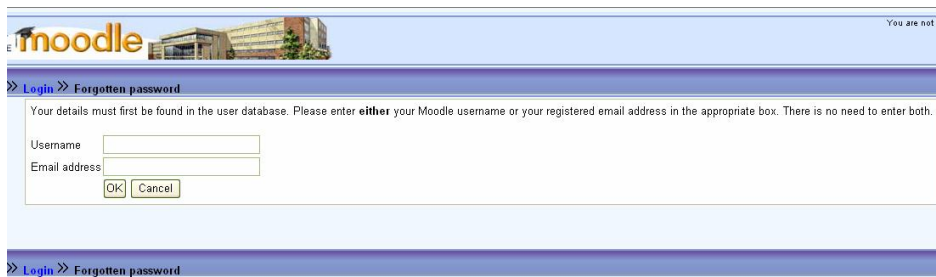 You are not
E moodle
» Login » Forgotten password
Your details must first be found in the user database. Please enter either your Moodle username or your registered email address in the appropriate box. There is no need to enter both.
Username
Email address
OK Cancel
» Login » Forgotten password